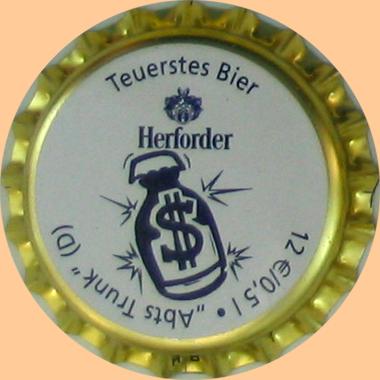 Teuerstes Bier
Herforder
$
12 €/0,5 l • „Abts Trunk“ (D)